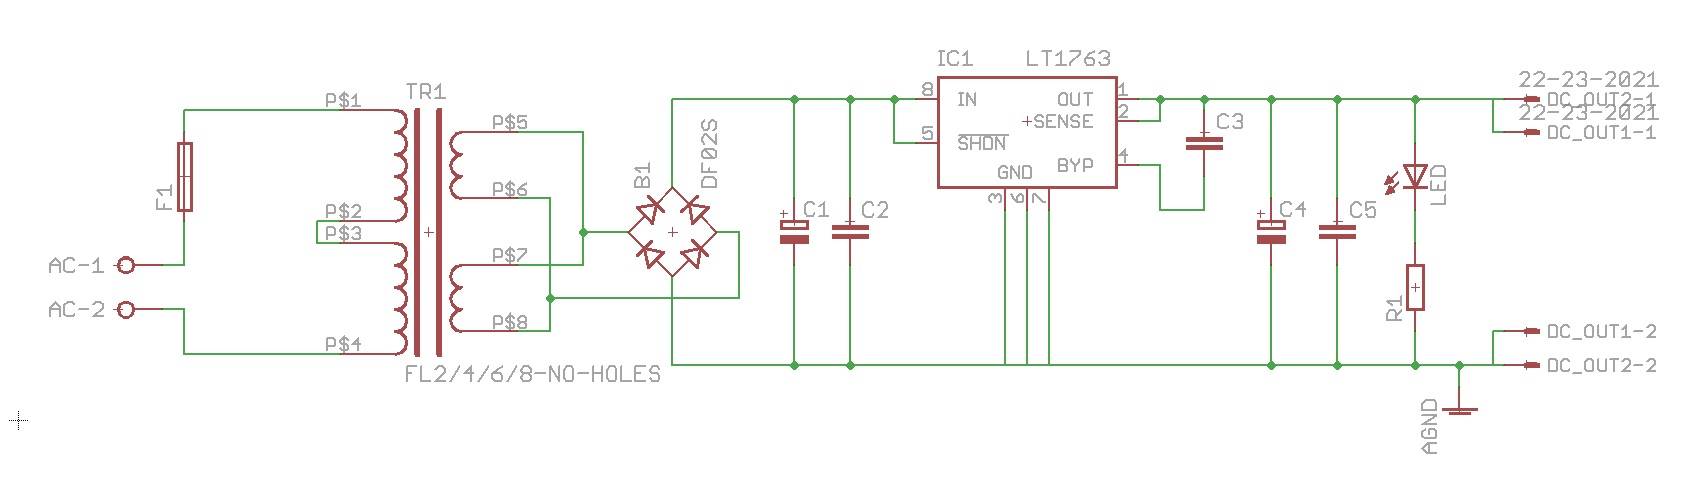 IC1 LT1763
TR1
22-23-2021
DC_OUT2-1
22-23-2021
DC_OUT1-1
P$1
P$2
P$3
P$4
P$5
P$6
P$7
P$8
F1
AC-1
AC-2
FL2/4/6/8-NO-HOLES
B1
DF02S
C1
C2
8
5
IN
SHDN
OUT
+SENSE
BYP
GND
1
2
4
3
6
7
C3
C4
C5
LED
R1
DC_OUT1-2
DC_OUT2-2
AGND